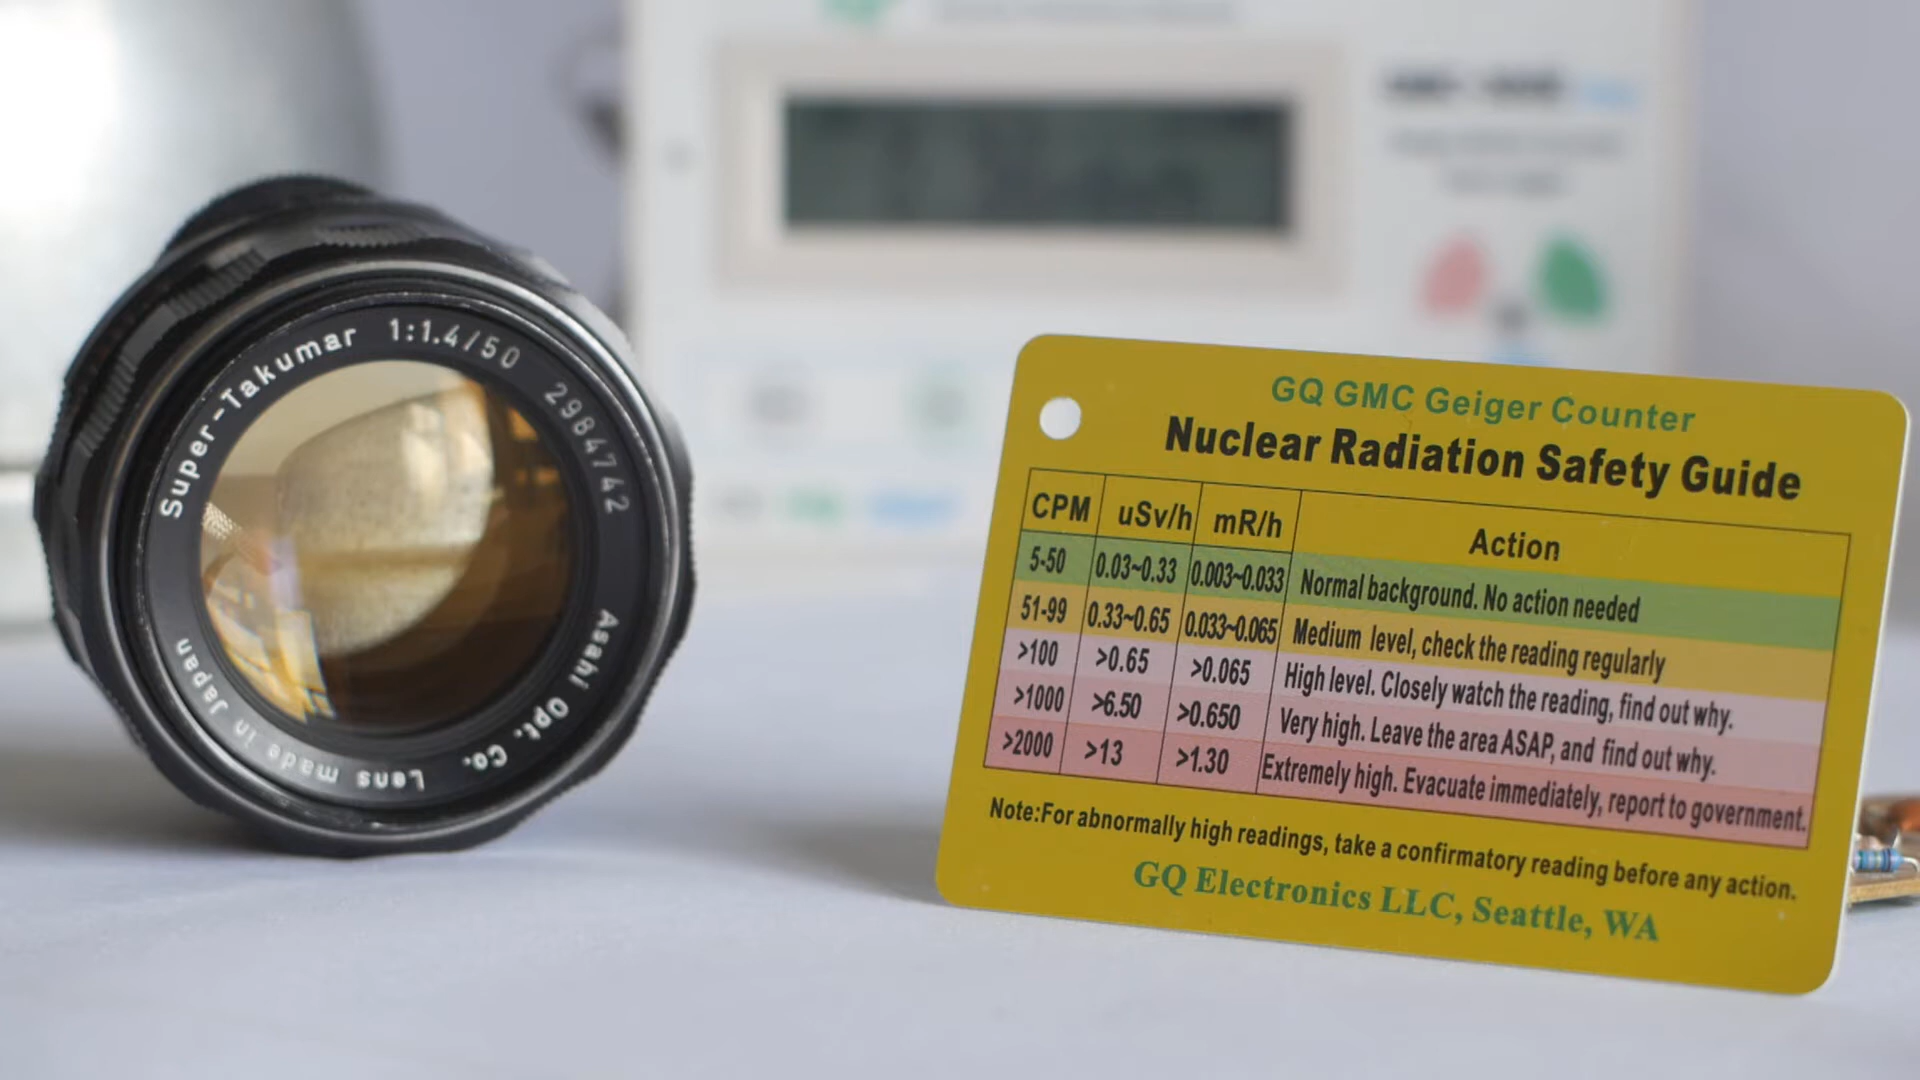 Super-Takumar 1:1.4/50 2984742
Asahi Opt. Co. Lens made in Japan
GQ GMC Geiger Counter
Nuclear Radiation Safety Guide
CPM uSv/h mR/h Action
5-50 0.03~0.33 0.003~0.033 Normal background. No action needed
51-99 0.33~0.65 0.033~0.065 Medium level, check the reading regularly
>100 >0.65 >0.065 High level. Closely watch the reading, find out why.
>1000 >6.50 >0.650 Very high. Leave the area ASAP, and find out why.
>2000 >13 >1.30 Extremely high. Evacuate immediately, report to government.
Note:For abnormally high readings, take a confirmatory reading before any action.
GQ Electronics LLC, Seattle, WA